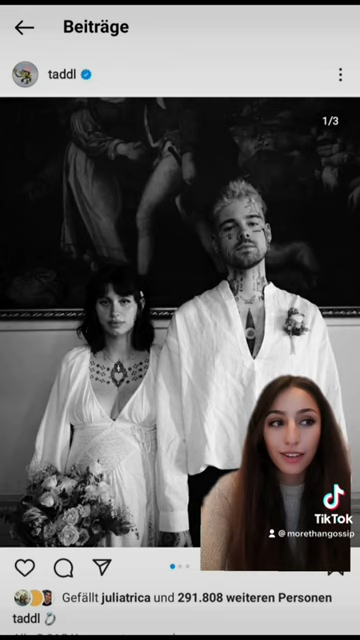 Beiträge
taddl
1/3
TikTok
@morethangossip
Gefällt juliatrica und 291.808 weiteren Personen
taddl